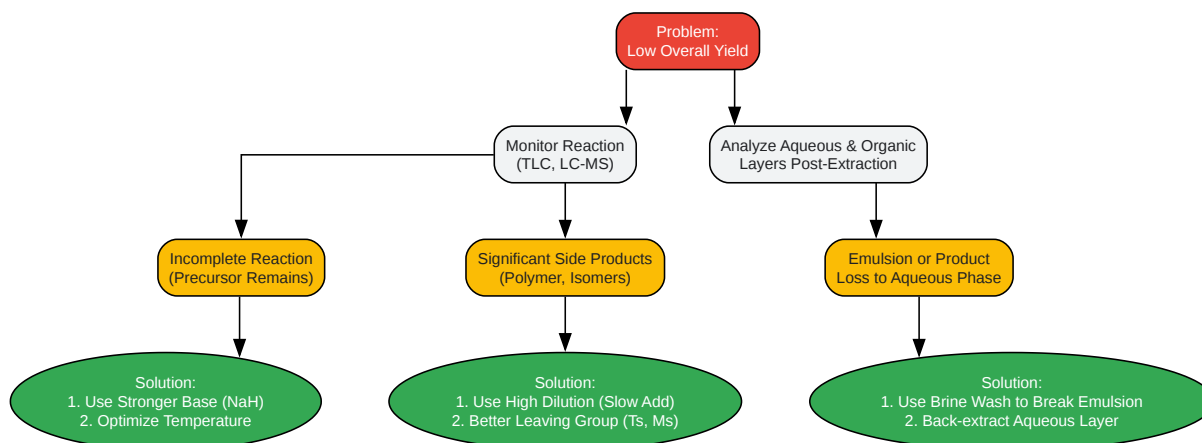 Problem:
Low Overall Yield
Monitor Reaction
(TLC, LC-MS)
Analyze Aqueous & Organic
Layers Post-Extraction
Incomplete Reaction
(Precursor Remains)
Significant Side Products
(Polymer, Isomers)
Emulsion or Product
Loss to Aqueous Phase
Solution:
1. Use Stronger Base (NaH)
2. Optimize Temperature
Solution:
1. Use High Dilution (Slow Add)
2. Better Leaving Group (Ts, Ms)
Solution:
1. Use Brine Wash to Break Emulsion
2. Back-extract Aqueous Layer